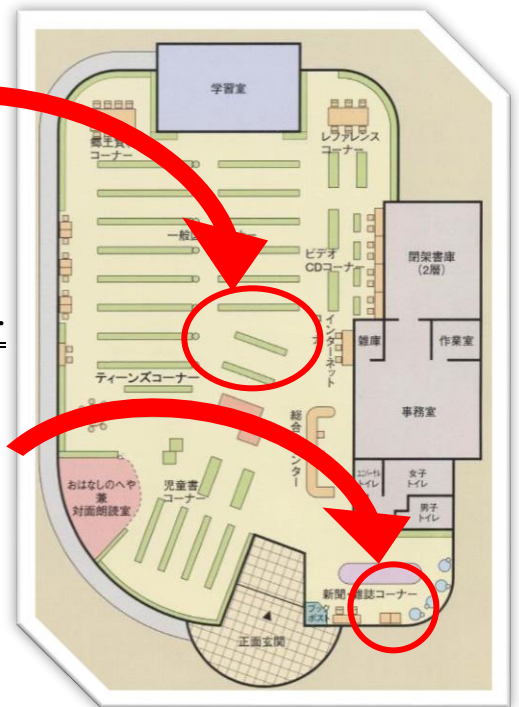 学習室
郷土資
コーナー
レファレンス
コーナー
一般
ビデオ
CDコーナー
閉架書庫
(2層)
インターネット
雑庫
作業室
ティーンズコーナー
事務室
総合
ンター
おはなしのへや
兼
対面朗読室
児童書
コーナー
トイレ
女子
トイレ
男子
トイレ
新聞・雑誌コーナー
ブック
ポスト
正面玄関